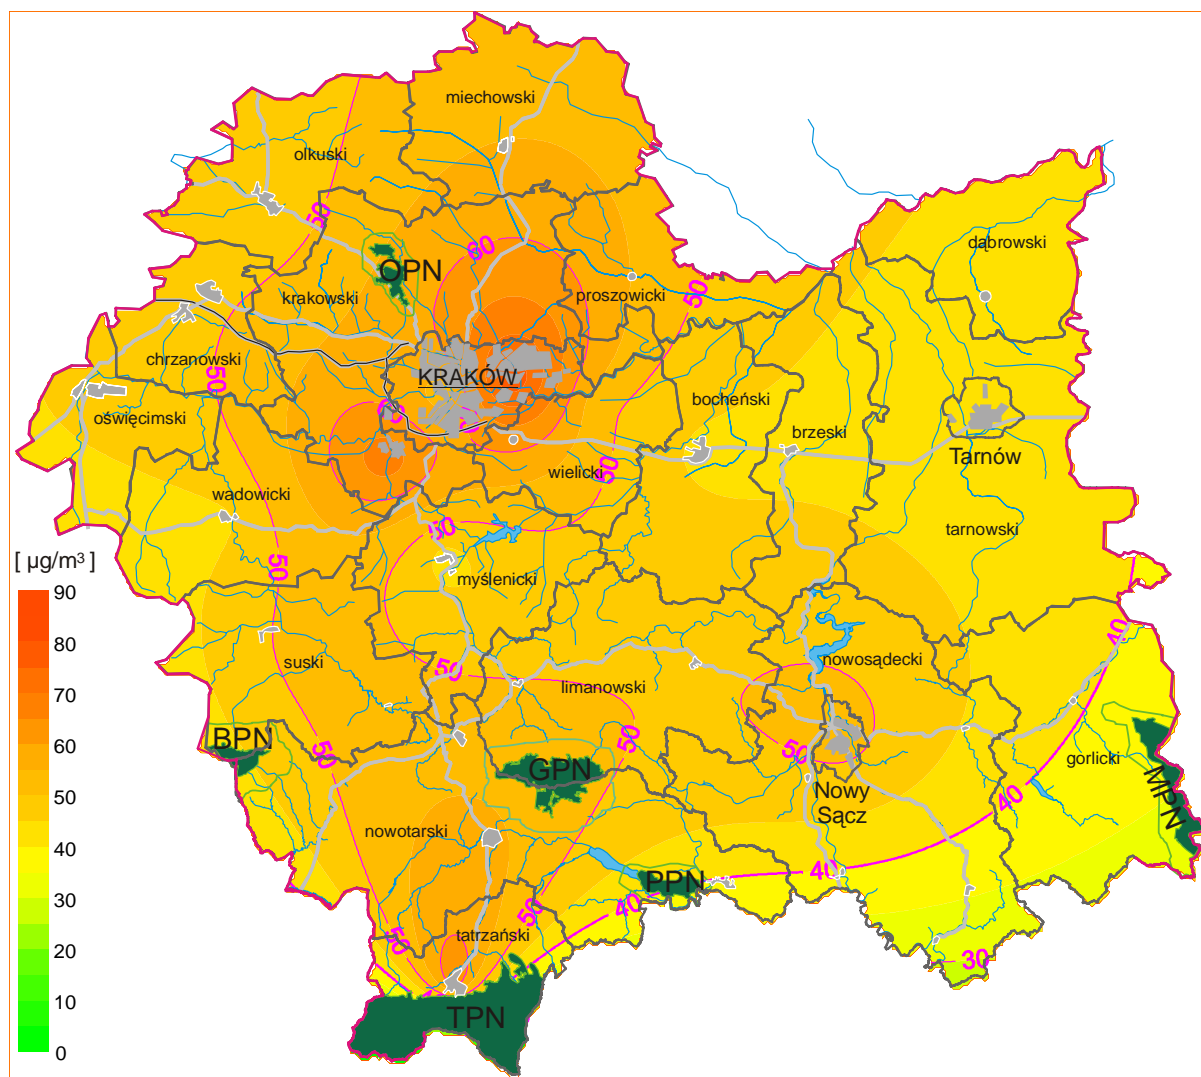 miechowski
olkuski
50
dąbrowski
60
OPN
krakowski
proszowicki
50
chrzanowski
50
KRAKÓW
oświęcimski
bocheński
brzeski
Tarnów
wielicki
50
wadowicki
50
tarnowski
[ µg/m³ ]
50
myślenicki
90
80
70
60
50
40
30
20
10
0
40
suski
50
limanowski
nowosądecki
BPN
50
50
50
GPN
gorlicki
MPN
40
Nowy
Sącz
nowotarski
40
PPN
40
50
tatrzański
50
30
TPN